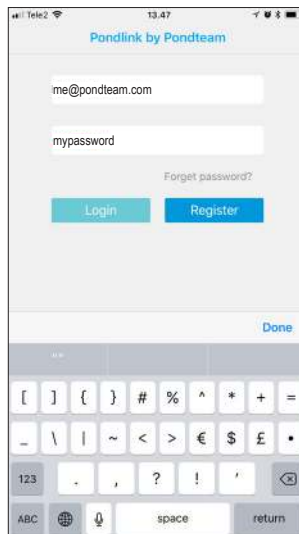 Tele2 13.47
Pondlink by Pondteam
me@pondteam.com
mypassword
Forget password?
Login Register
Done
""
[ ] { } # % ^ * + =
_ \ | ~ < > € $ £ •
123 . , ? ! '
ABC space return